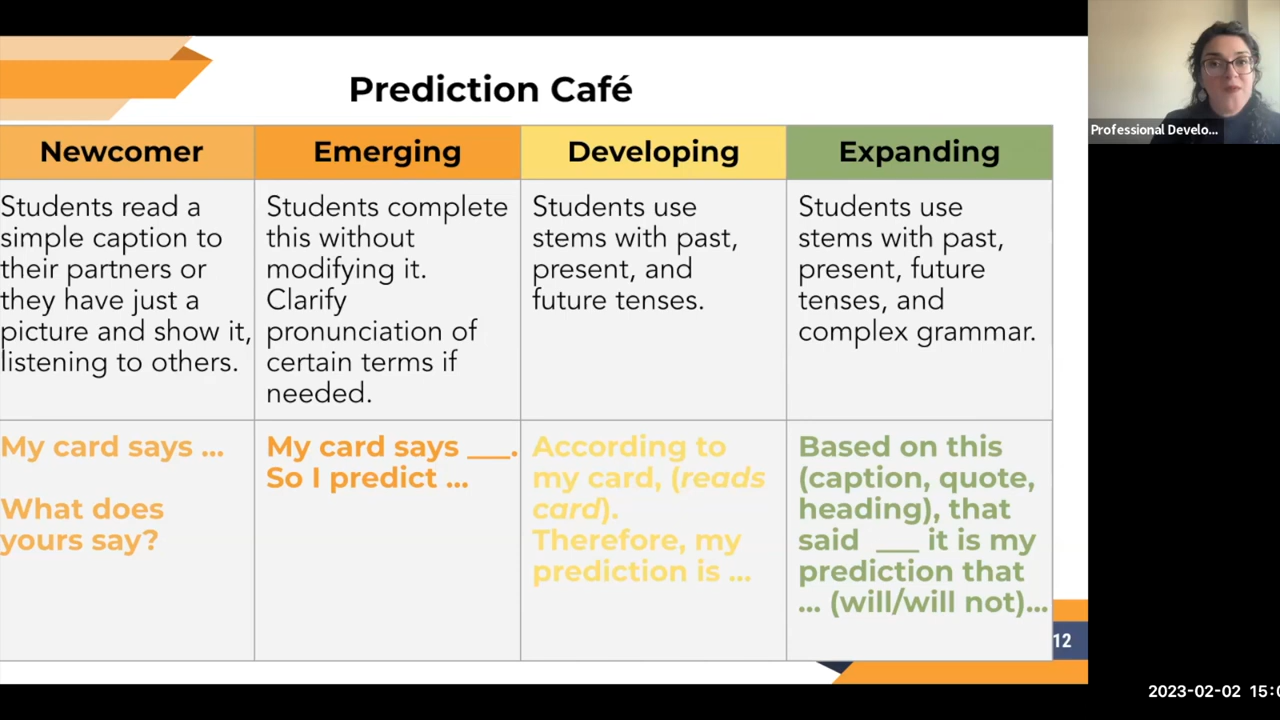 Prediction Café
Newcomer
Emerging
Developing
Expanding
Students read a
simple caption to
their partners or
they have just a
picture and show it,
listening to others.
Students complete
this without
modifying it.
Clarify
pronunciation of
certain terms if
needed.
Students use
stems with past,
present, and
future tenses.
Students use
stems with past,
present, future
tenses, and
complex grammar.
My card says ...
What does
yours say?
My card says ___.
So I predict ...
According to
my card, (reads
card).
Therefore, my
prediction is ...
Based on this
(caption, quote,
heading), that
said ___ it is my
prediction that
... (will/will not)...
12
Professional Develo...
2023-02-02 15:0